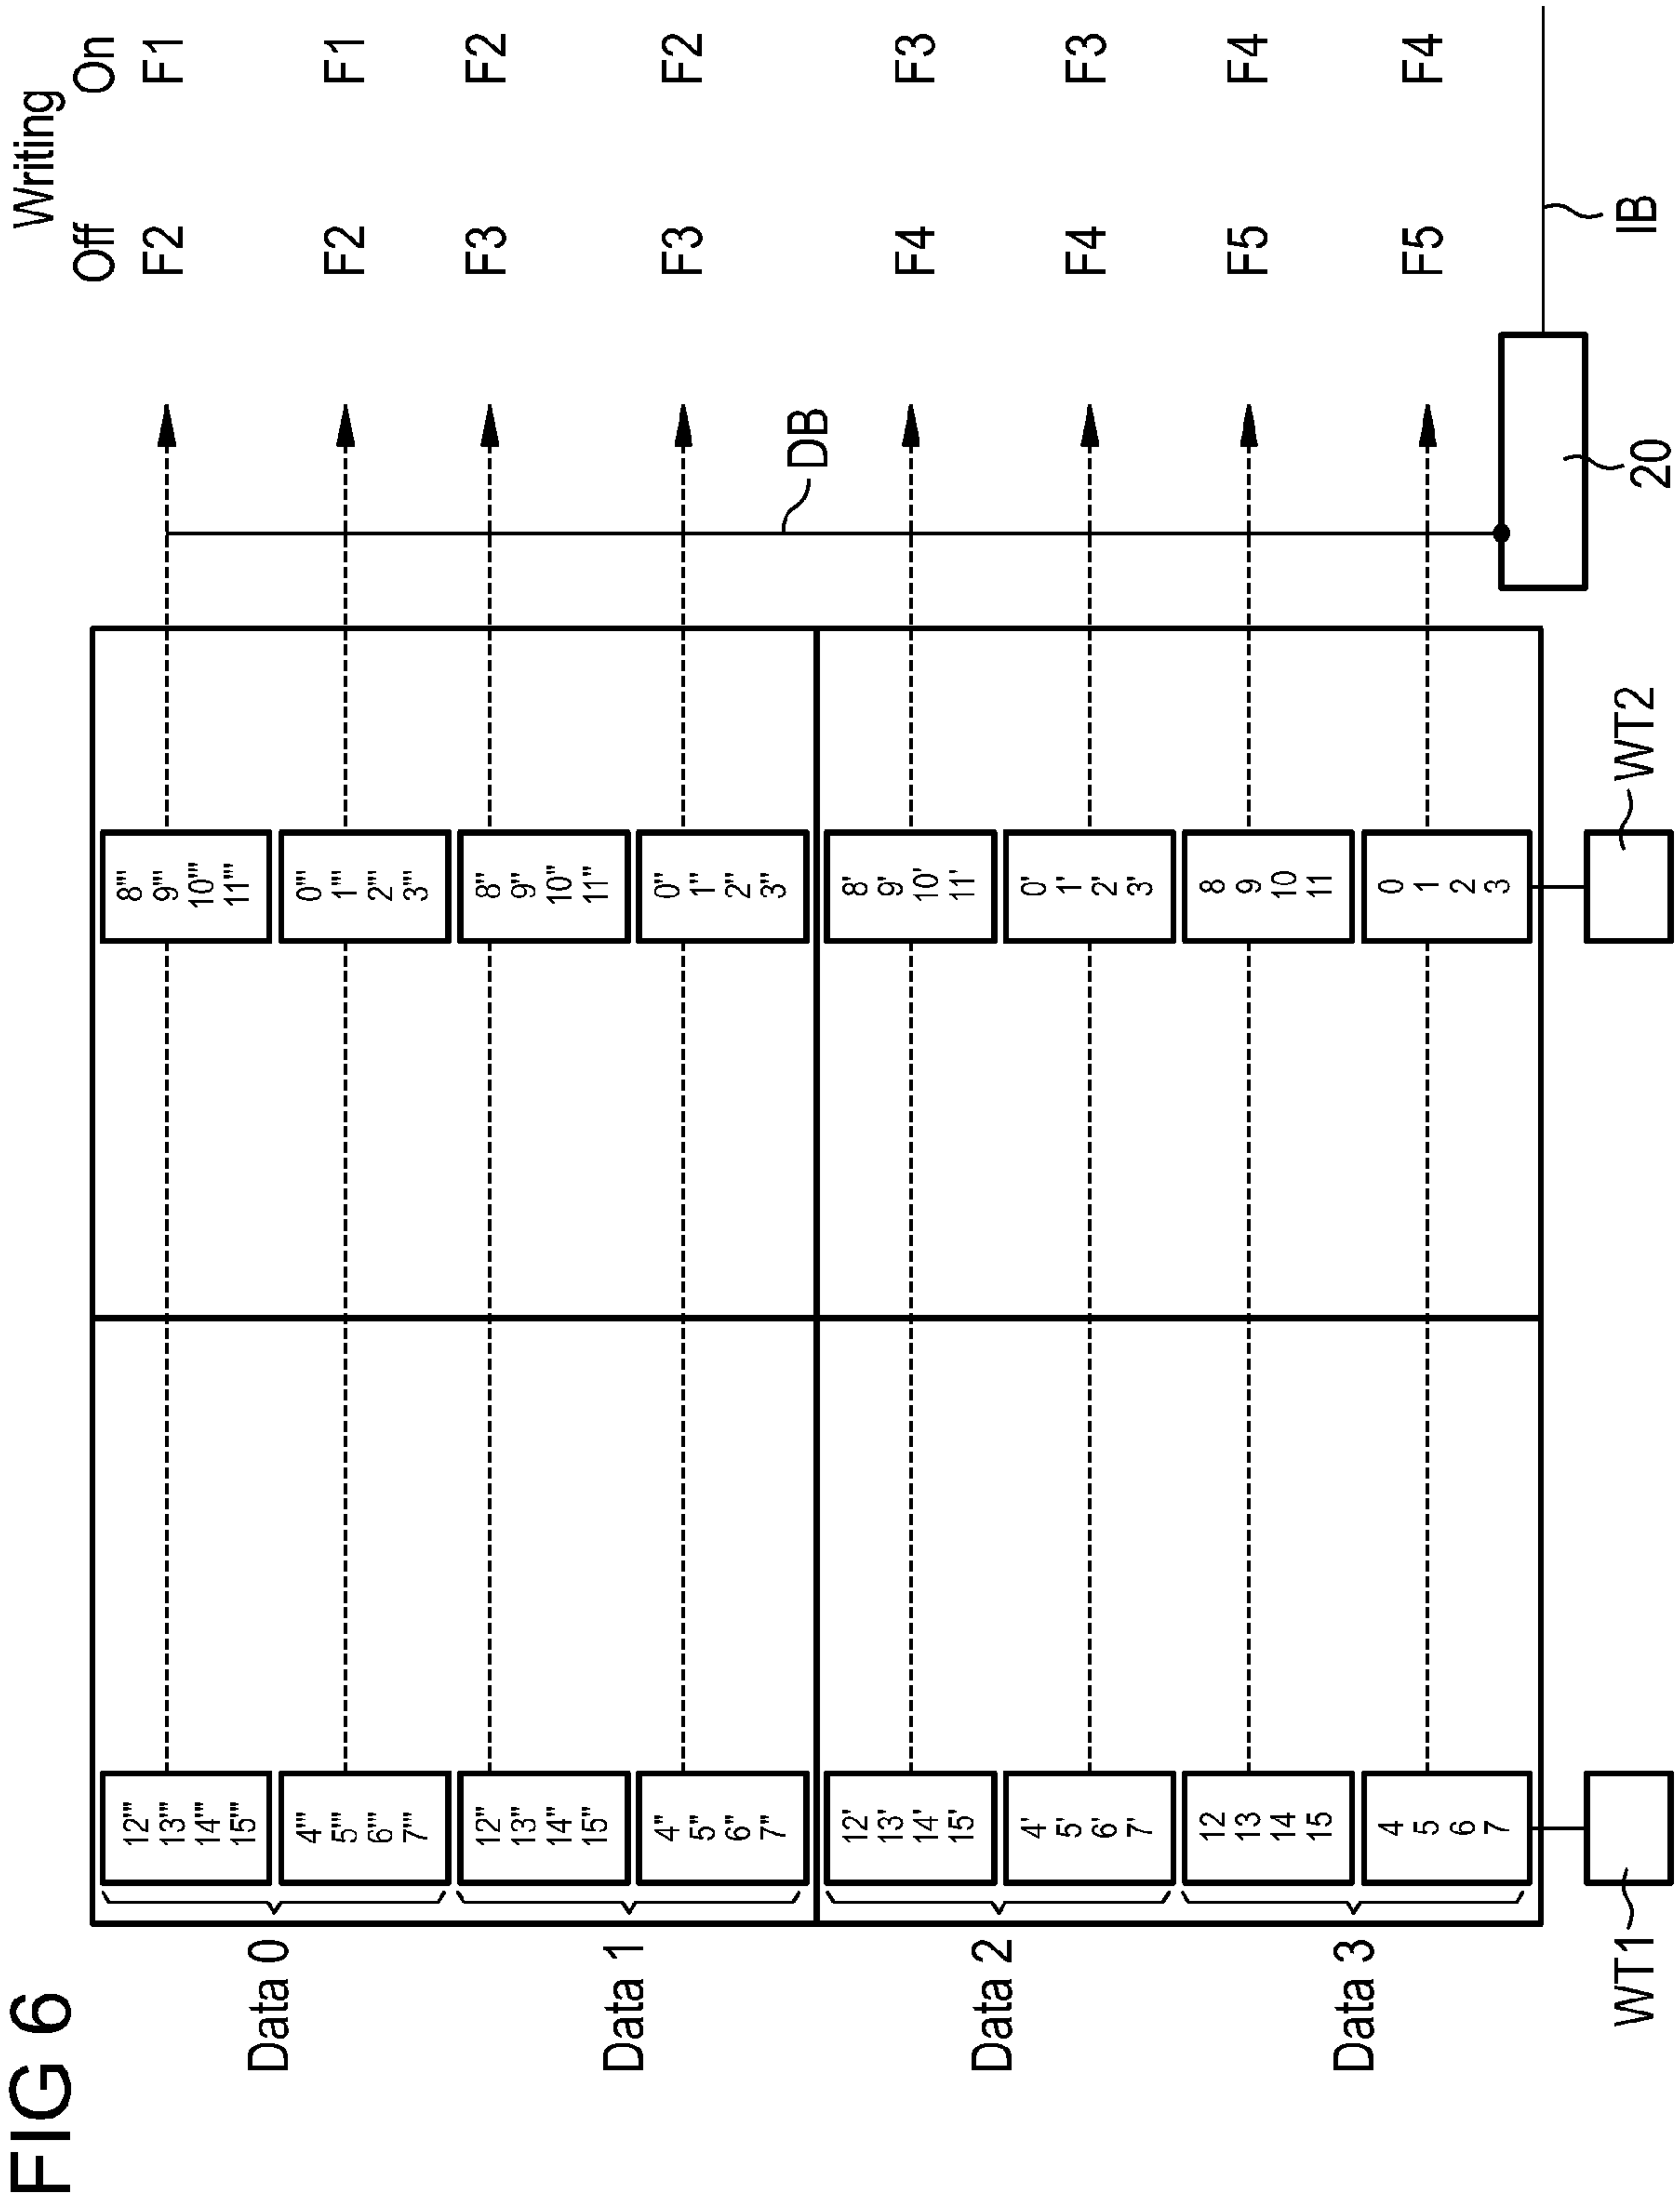 FIG 6
Writing
Off On
12''' 8'''
13''' 9''' F2 F1
14''' 10'''
15''' 11'''
Data 0
4''' 0'''
5''' 1''' F2 F1
6''' 2'''
7''' 3'''
12'' 8'' F3 F2
13'' 9''
14'' 10''
15'' 11''
Data 1
4'' 0''
5'' 1'' F3 F2
6'' 2''
7'' 3''
DB
12' 8'
13' 9' F4 F3
14' 10'
15' 11'
Data 2
4' 0'
5' 1' F4 F3
6' 2'
7' 3'
12 8
13 9 F5 F4
14 10
15 11
Data 3
4 0
5 1 F5 F4
6 2
7 3
WT1 WT2 20 IB